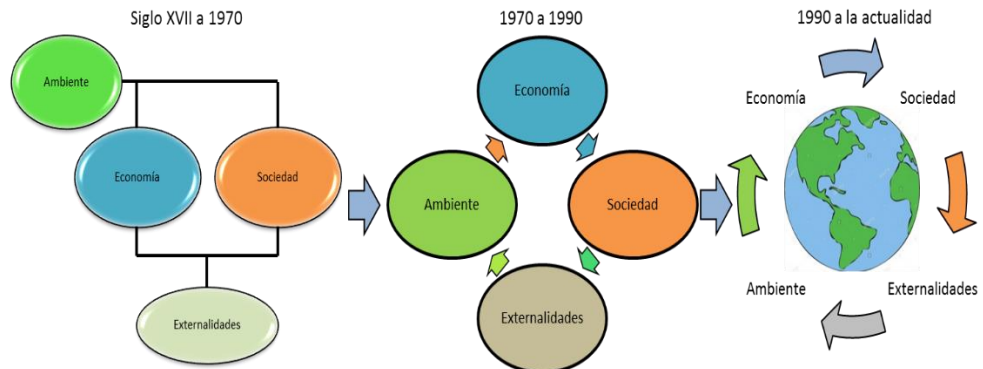 Siglo XVII a 1970
Ambiente
Economía
Sociedad
Externalidades
1970 a 1990
Economía
Ambiente
Sociedad
Externalidades
1990 a la actualidad
Economía
Sociedad
Ambiente
Externalidades